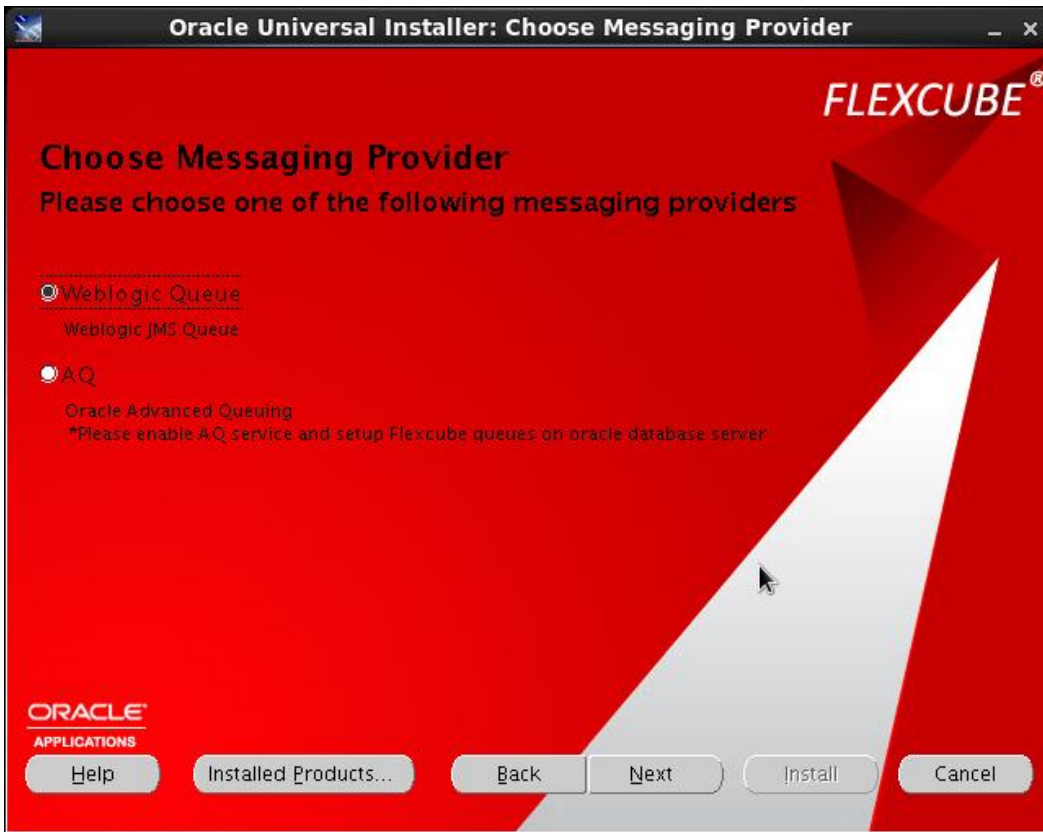 Oracle Universal Installer: Choose Messaging Provider
FLEXCUBE®
Choose Messaging Provider
Please choose one of the following messaging providers
Weblogic Queue
Weblogic JMS Queue
AQ
Oracle Advanced Queuing
*Please enable AQ service and setup Flexcube queues on oracle database server
ORACLE®
APPLICATIONS
Help Installed Products... Back Next Install Cancel